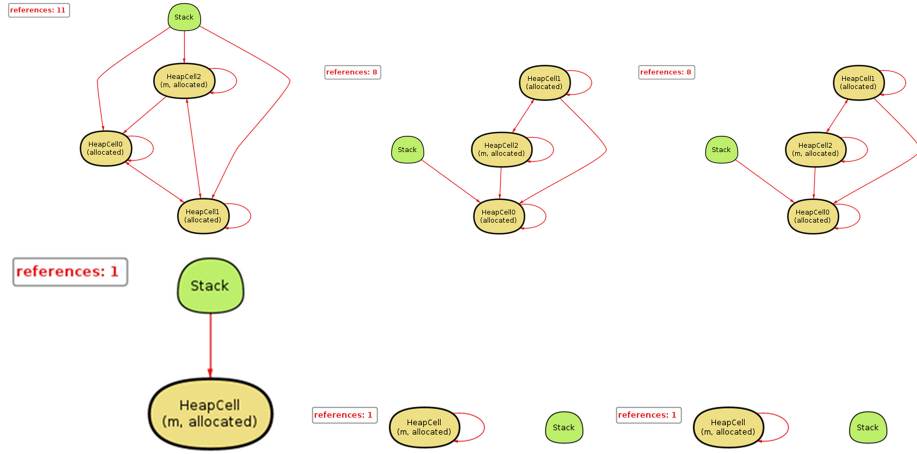 references: 11
Stack
HeapCell2
(m, allocated)
HeapCell0
(allocated)
HeapCell1
(allocated)
references: 8
HeapCell1
(allocated)
Stack
HeapCell2
(m, allocated)
HeapCell0
(allocated)
references: 8
HeapCell1
(allocated)
Stack
HeapCell2
(m, allocated)
HeapCell0
(allocated)
references: 1
Stack
HeapCell
(m, allocated)
references: 1
HeapCell
(m, allocated)
Stack
references: 1
HeapCell
(m, allocated)
Stack